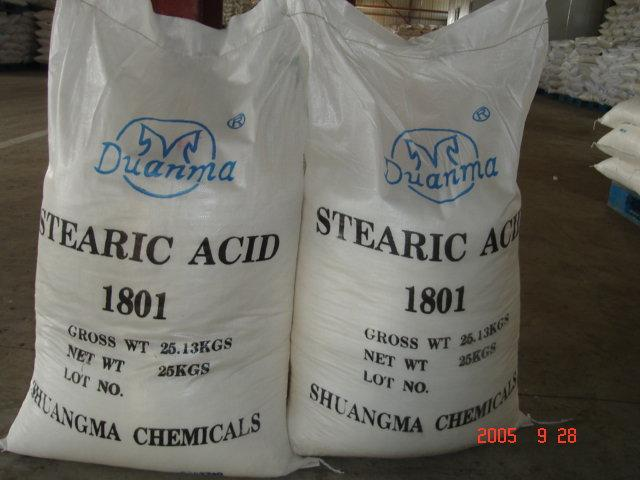 Duanma ®
STEARIC ACID
1801
GROSS WT 25.13KGS
NET WT 25KGS
LOT NO.
SHUANGMA CHEMICALS
Duanma ®
STEARIC ACID
1801
GROSS WT 25.13KGS
NET WT 25KGS
LOT NO.
SHUANGMA CHEMICALS
2005 9 28